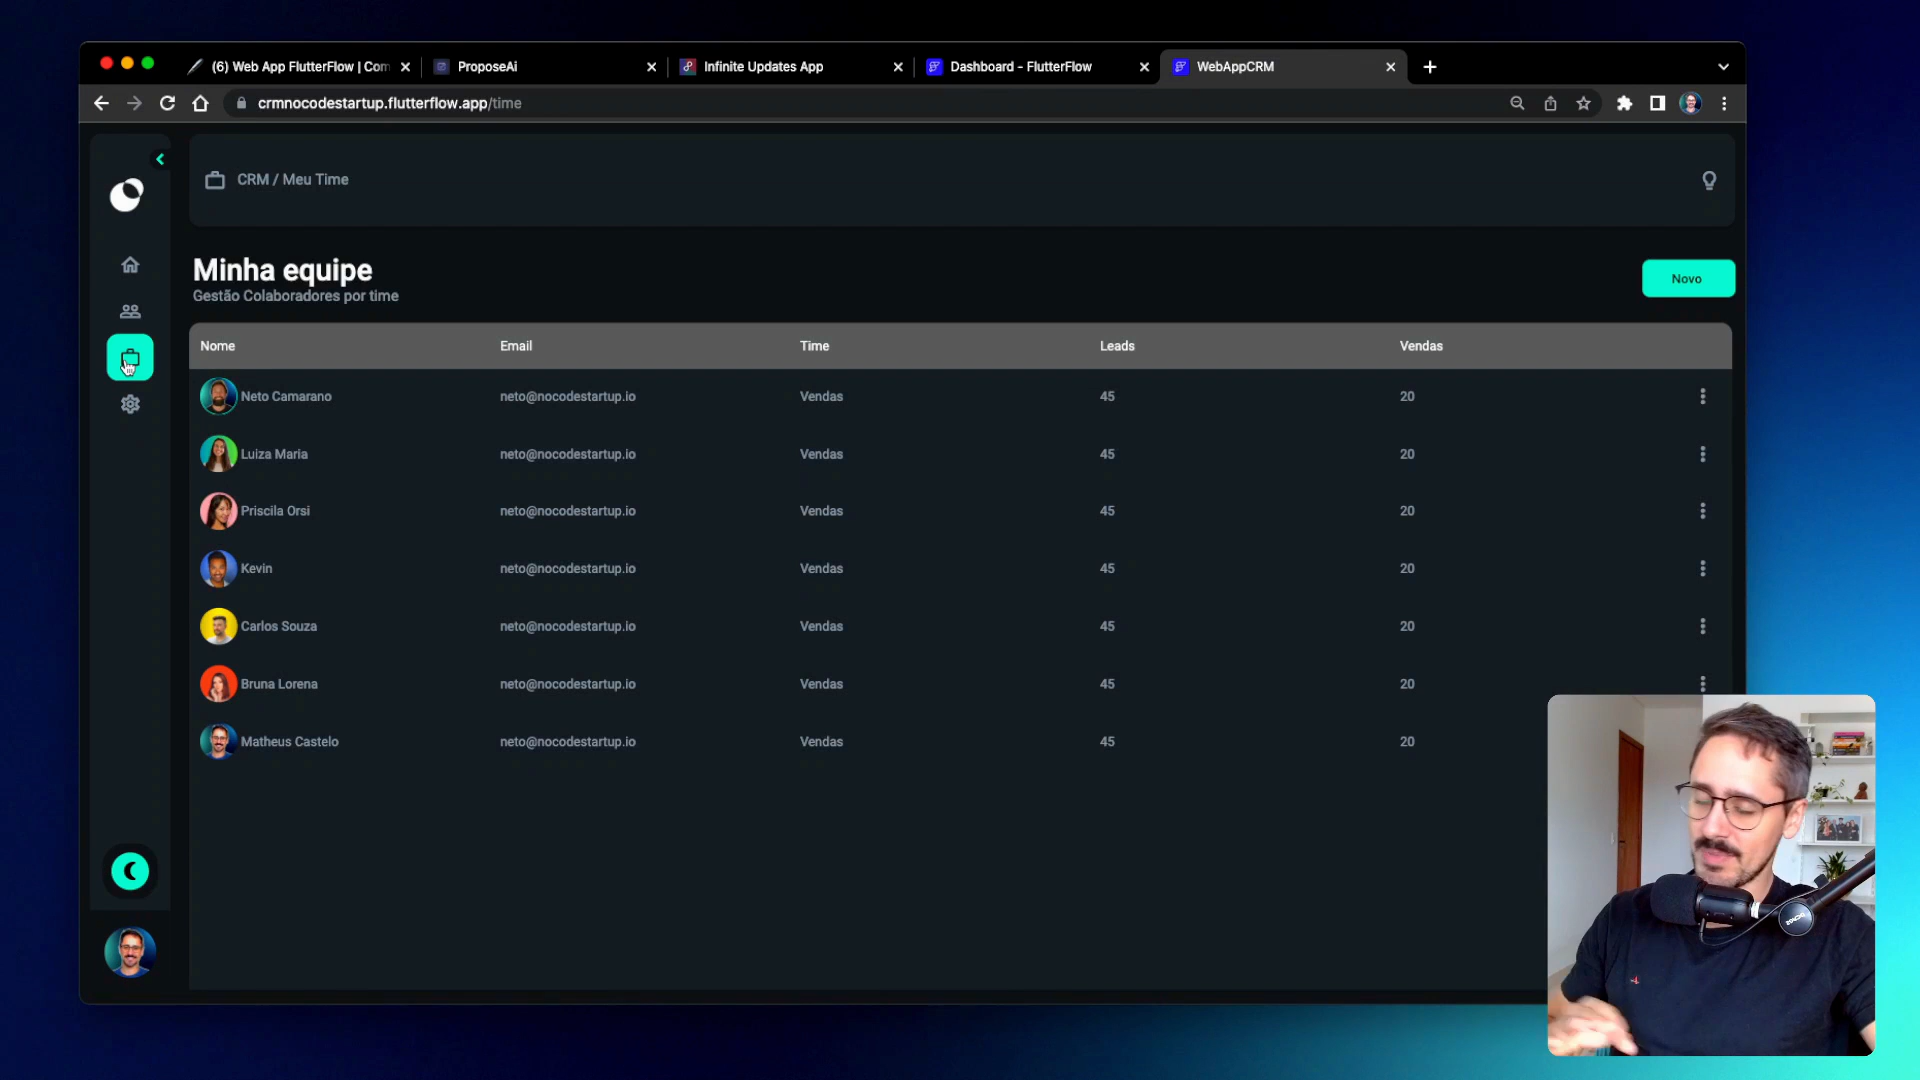 (6) Web App FlutterFlow | Com
ProposeAi
Infinite Updates App
Dashboard - FlutterFlow
WebAppCRM
crmnocodestartup.flutterflow.app/time
CRM / Meu Time
Minha equipe
Gestão Colaboradores por time
Novo
Nome Email Time Leads Vendas
Neto Camarano neto@nocodestartup.io Vendas 45 20
Luiza Maria neto@nocodestartup.io Vendas 45 20
Priscila Orsi neto@nocodestartup.io Vendas 45 20
Kevin neto@nocodestartup.io Vendas 45 20
Carlos Souza neto@nocodestartup.io Vendas 45 20
Bruna Lorena neto@nocodestartup.io Vendas 45 20
Matheus Castelo neto@nocodestartup.io Vendas 45 20